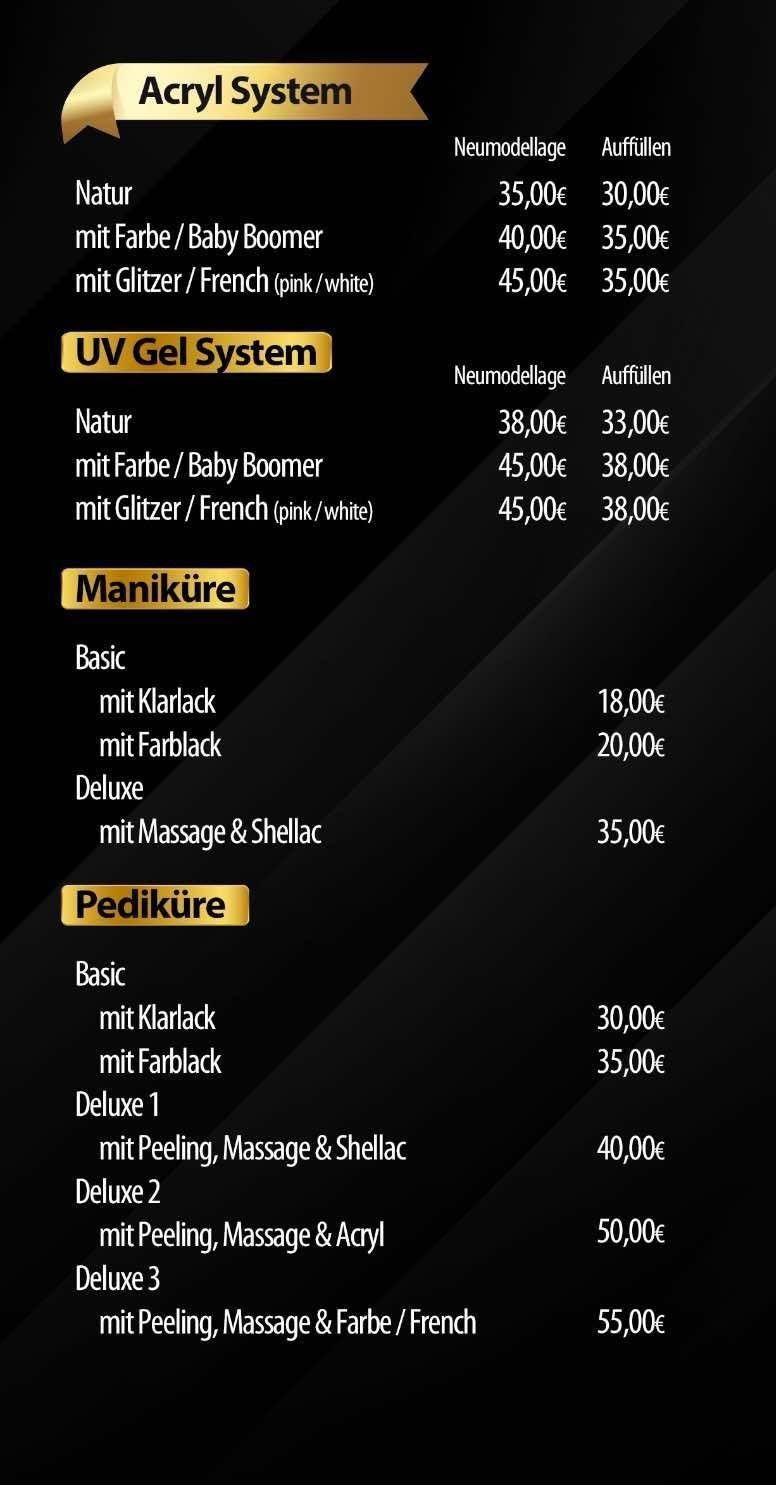 Acryl System
Neumodellage Auffüllen
Natur 35,00€ 30,00€
mit Farbe / Baby Boomer 40,00€ 35,00€
mit Glitzer / French (pink / white) 45,00€ 35,00€
UV Gel System
Neumodellage Auffüllen
Natur 38,00€ 33,00€
mit Farbe / Baby Boomer 45,00€ 38,00€
mit Glitzer / French (pink / white) 45,00€ 38,00€
Maniküre
Basic
mit Klarlack 18,00€
mit Farblack 20,00€
Deluxe
mit Massage & Shellac 35,00€
Pediküre
Basic
mit Klarlack 30,00€
mit Farblack 35,00€
Deluxe 1
mit Peeling, Massage & Shellac 40,00€
Deluxe 2
mit Peeling, Massage & Acryl 50,00€
Deluxe 3
mit Peeling, Massage & Farbe / French 55,00€